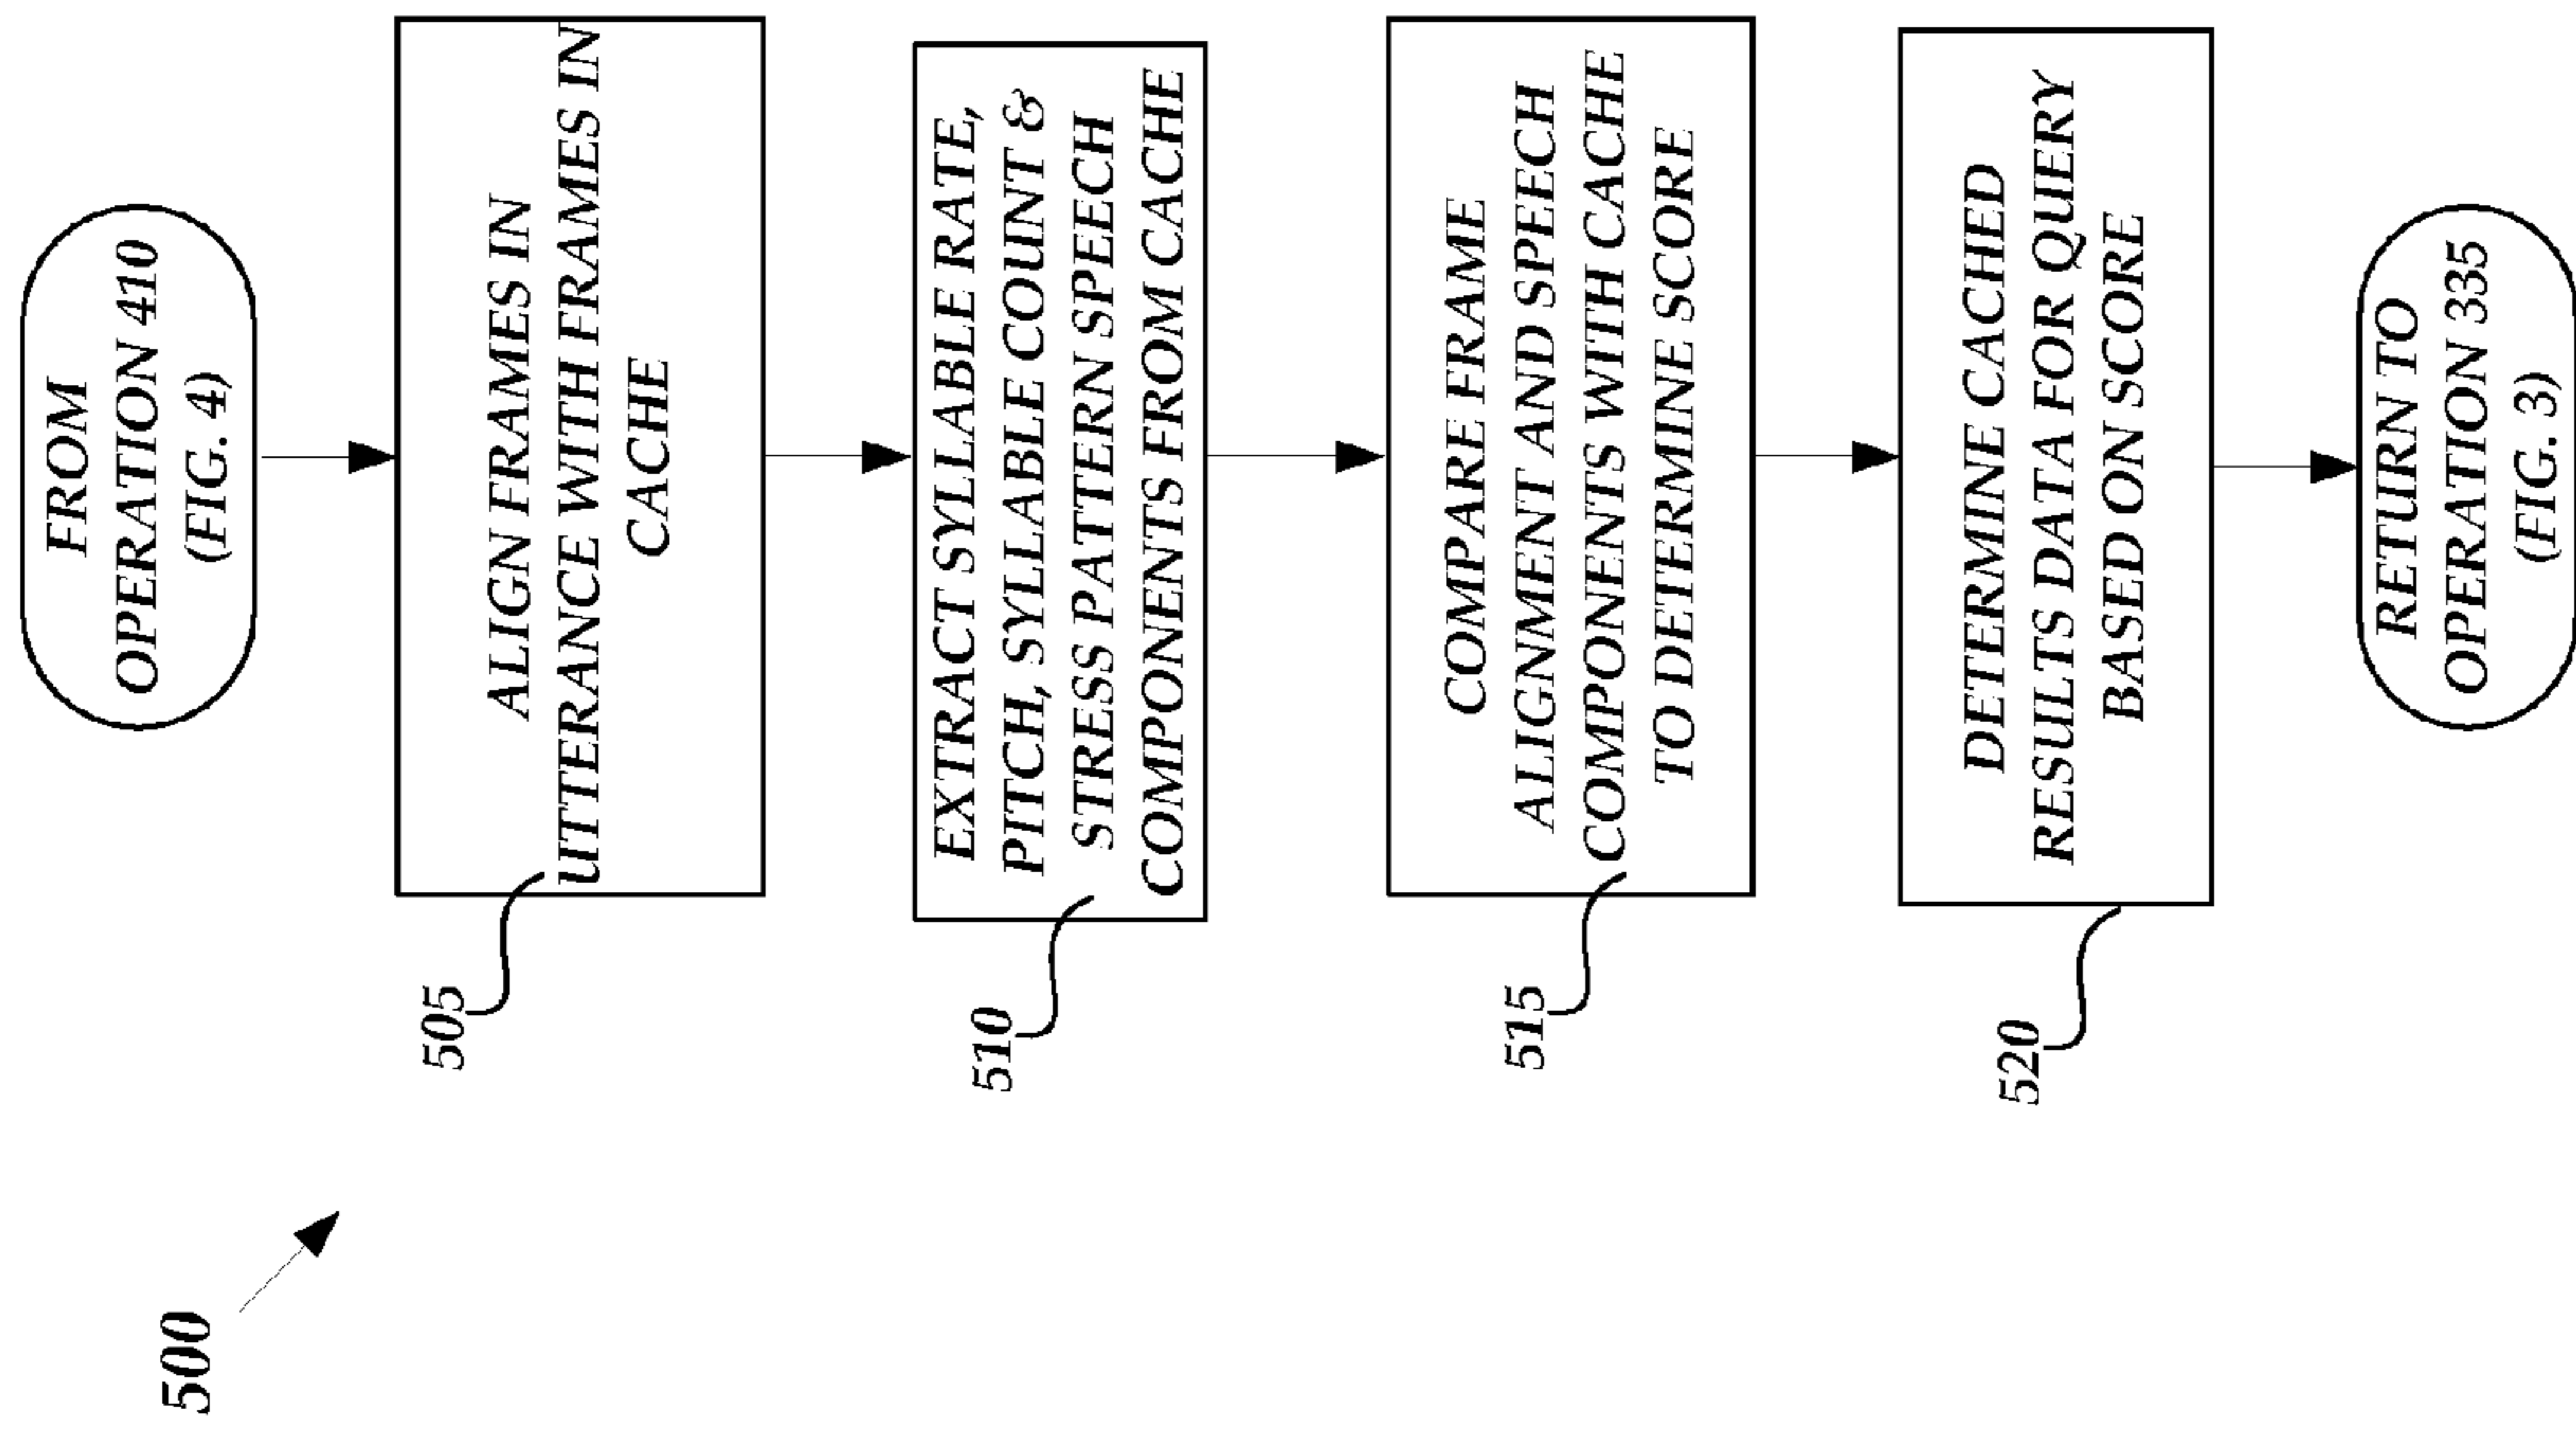 500
FROM
OPERATION 410
(FIG. 4)
505
ALIGN FRAMES IN
UTTERANCE WITH FRAMES IN
CACHE
510
EXTRACT SYLLABLE RATE,
PITCH, SYLLABLE COUNT &
STRESS PATTERN SPEECH
COMPONENTS FROM CACHE
515
COMPARE FRAME
ALIGNMENT AND SPEECH
COMPONENTS WITH CACHE
TO DETERMINE SCORE
520
DETERMINE CACHED
RESULTS DATA FOR QUERY
BASED ON SCORE
RETURN TO
OPERATION 335
(FIG. 3)